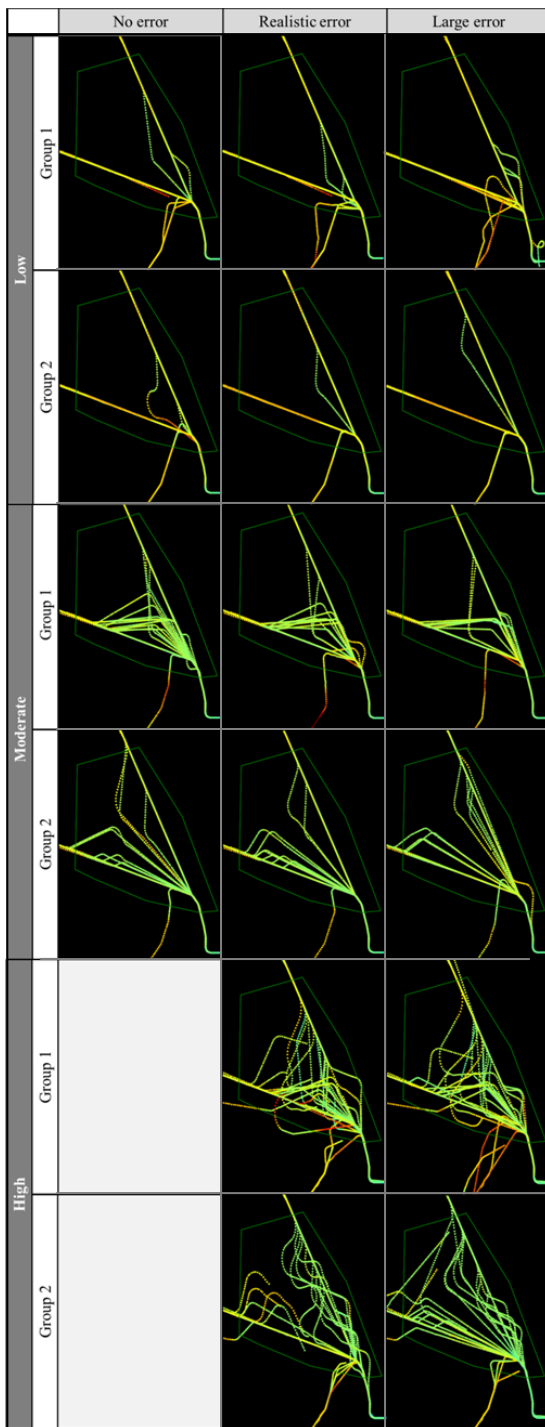 No error
Realistic error
Large error
Low
Group 1
Group 2
Moderate
Group 1
Group 2
High
Group 1
Group 2